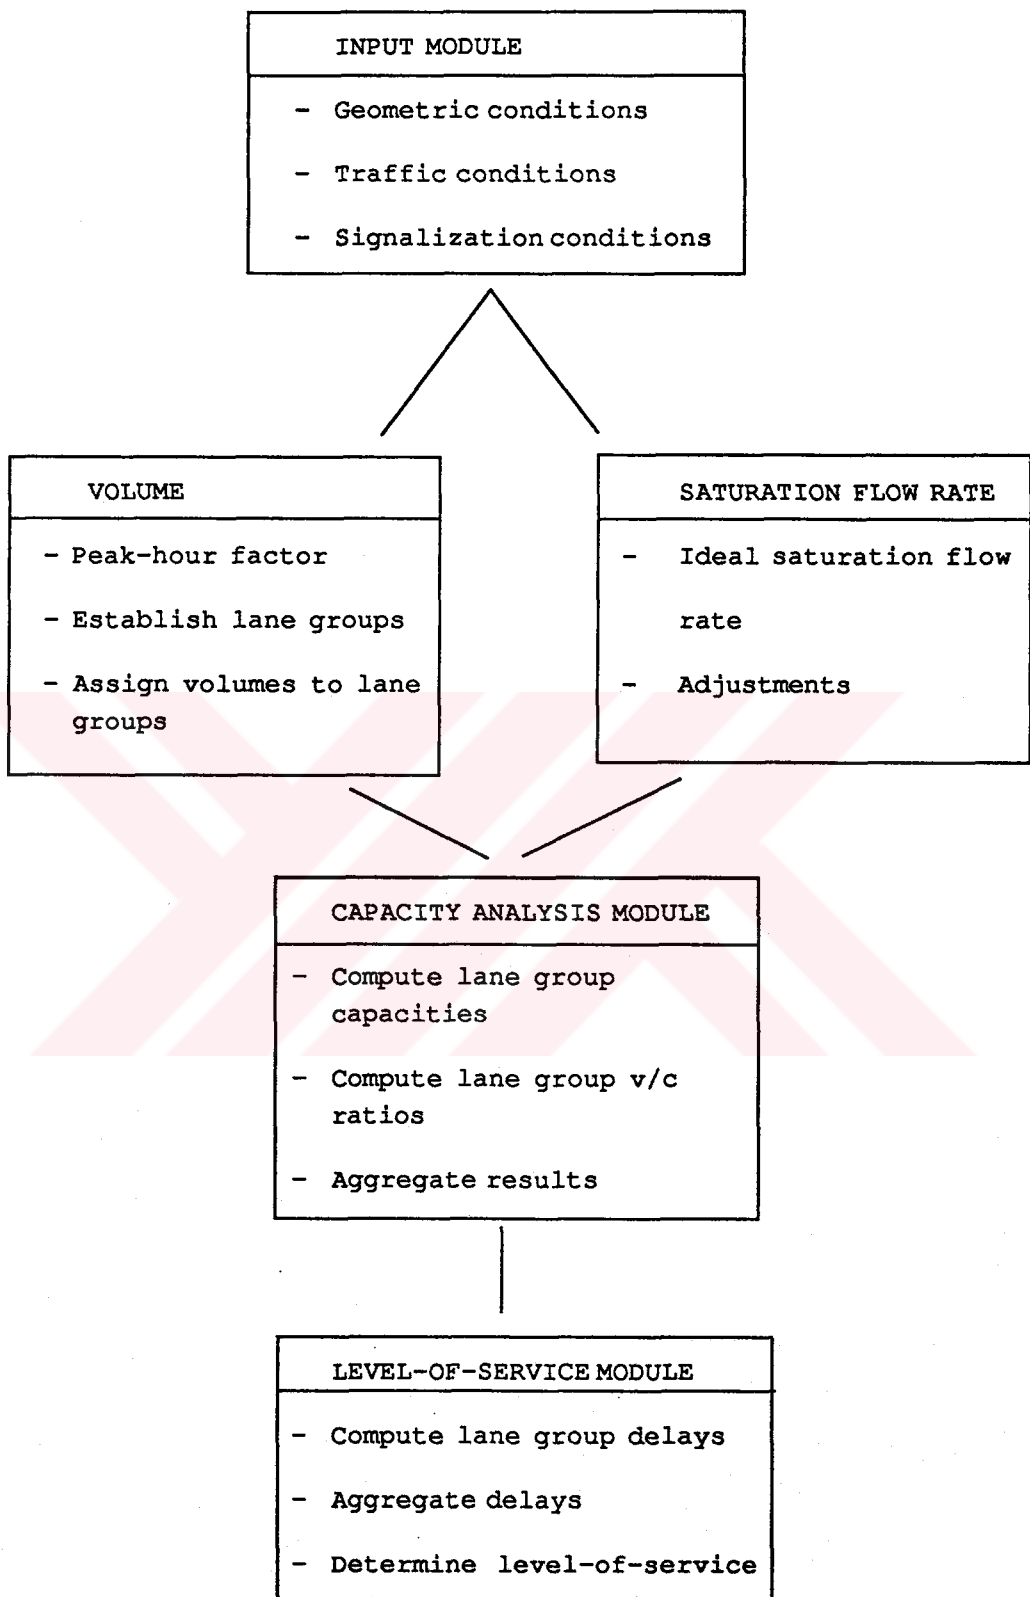 INPUT MODULE
- Geometric conditions
- Traffic conditions
- Signalization conditions
VOLUME
- Peak-hour factor
- Establish lane groups
- Assign volumes to lane
groups
SATURATION FLOW RATE
- Ideal saturation flow
rate
- Adjustments
CAPACITY ANALYSIS MODULE
- Compute lane group
capacities
- Compute lane group v/c
ratios
- Aggregate results
LEVEL-OF-SERVICE MODULE
- Compute lane group delays
- Aggregate delays
- Determine level-of-service